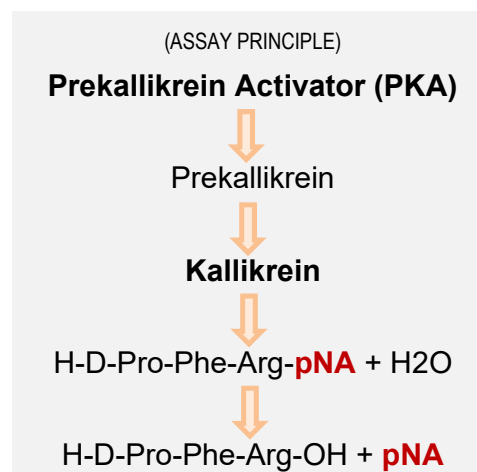 (ASSAY PRINCIPLE)
Prekallikrein Activator (PKA)
Prekallikrein
Kallikrein
H-D-Pro-Phe-Arg-pNA + H2O
H-D-Pro-Phe-Arg-OH + pNA